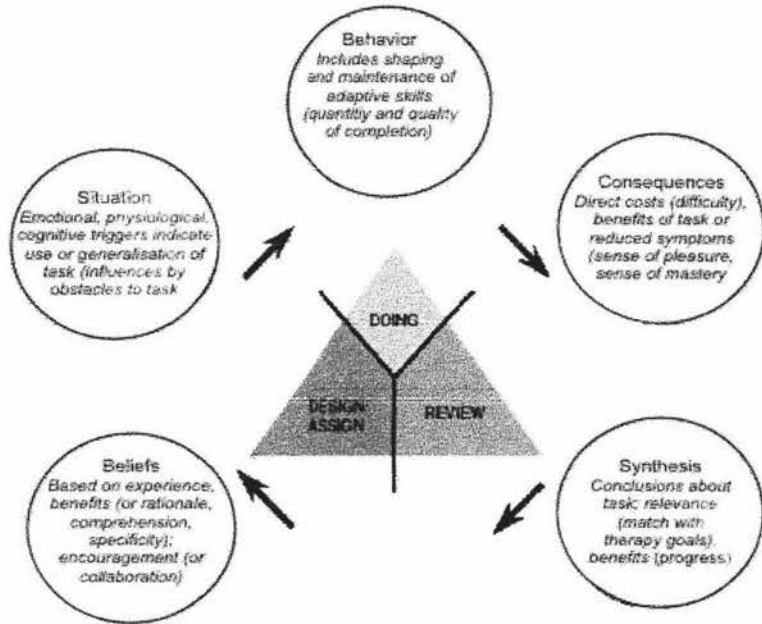 Behavior
Includes shaping
and maintenance of
adaptive skills
(quantitiy and quality
of completion)
Situation
Emotional, physiological,
cognitive triggers indicate
use or generalisation of
task (influences by
obstacles to task
Consequences
Direct costs (difficulty),
benefits of task or
reduced symptoms
(sense of pleasure,
sense of mastery
DOING
DESIGN
ASSIGN
REVIEW
Beliefs
Based on experience,
benefits (or rationale,
comprehension,
specificity);
encouragement (or
collaboration)
Synthesis
Conclusions about
task relevance
(match with
therapy goals)
benefits (progress)